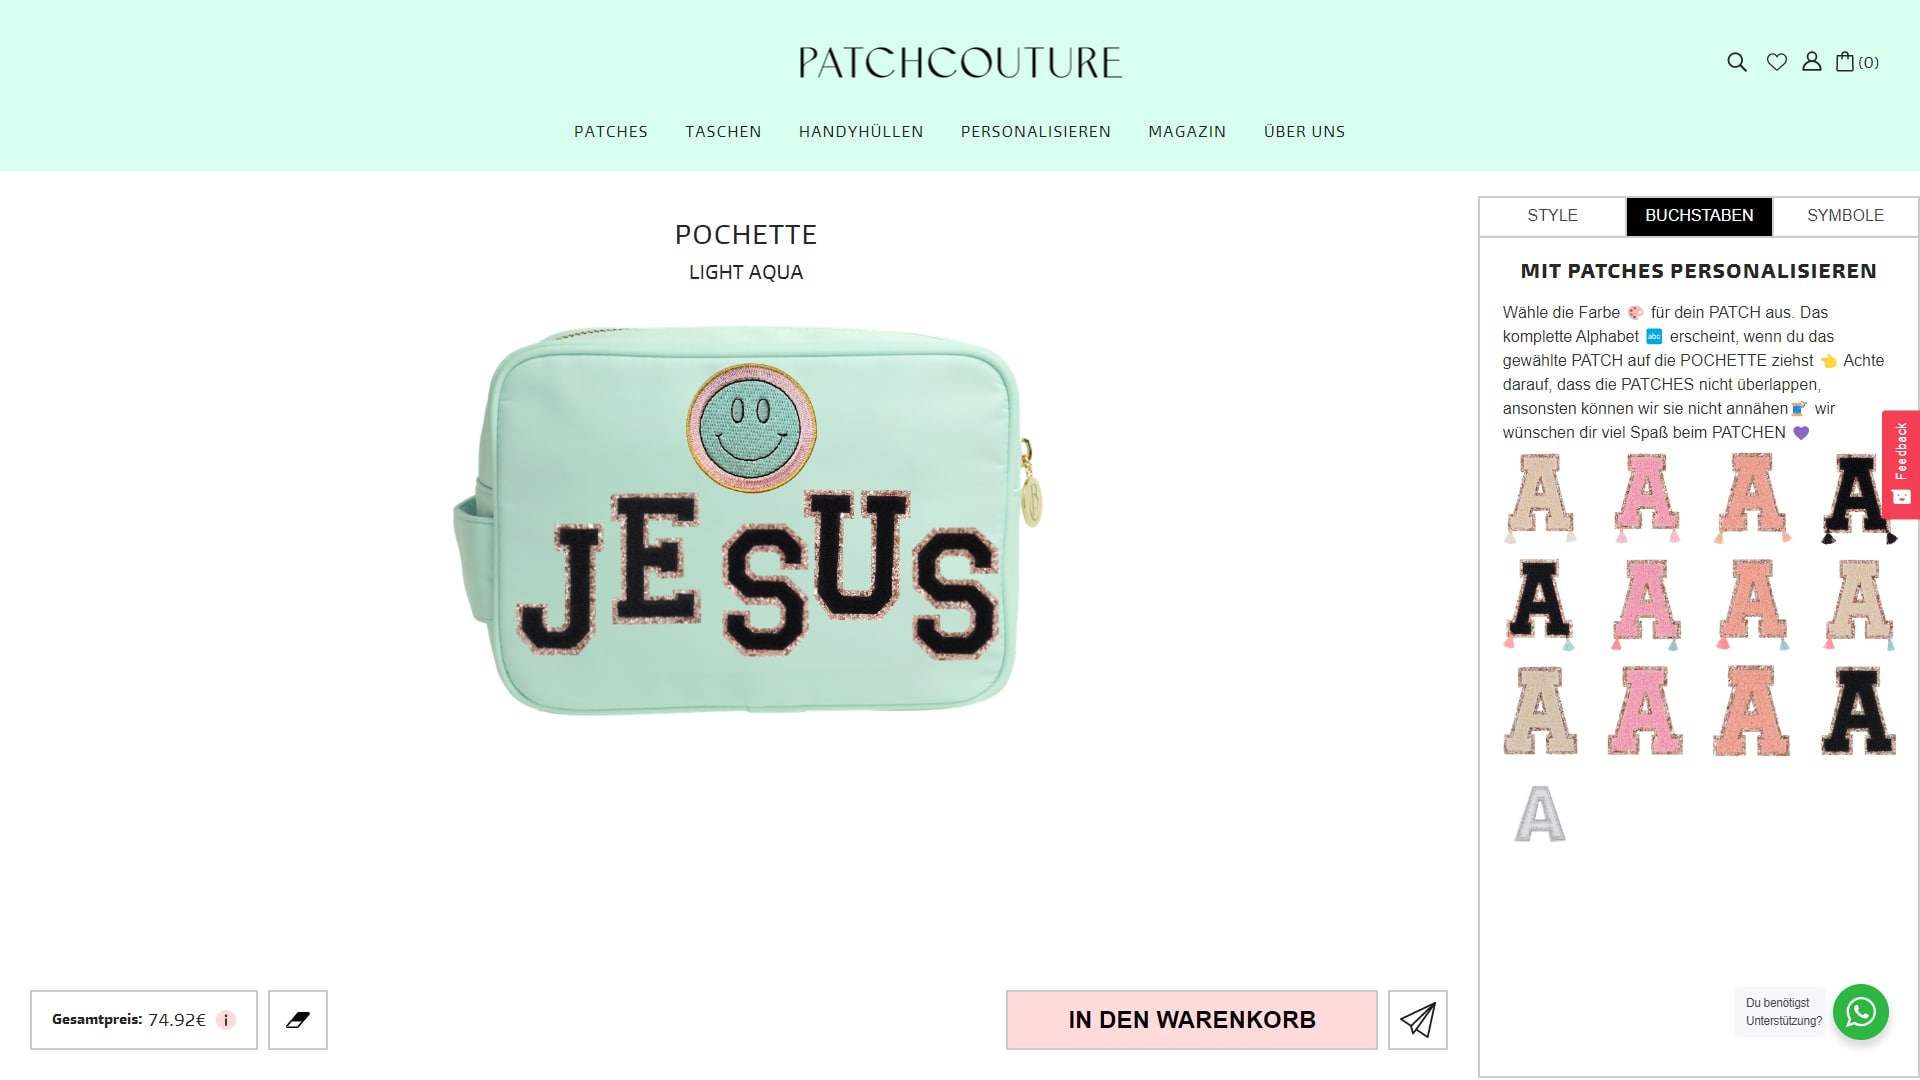 PATCHCOUTURE
(0)
PATCHES TASCHEN HANDYHÜLLEN PERSONALISIEREN MAGAZIN ÜBER UNS
POCHETTE
LIGHT AQUA
JESUS
STYLE BUCHSTABEN SYMBOLE
MIT PATCHES PERSONALISIEREN
Wähle die Farbe 🎨 für dein PATCH aus. Das
komplette Alphabet 🔤 erscheint, wenn du das
gewählte PATCH auf die POCHETTE ziehst 👈 Achte
darauf, dass die PATCHES nicht überlappen,
ansonsten können wir sie nicht annähen🧵 wir
wünschen dir viel Spaß beim PATCHEN 💜
Feedback
A A A A
A A A A
A A A A
A
Gesamtpreis: 74.92€ i
IN DEN WARENKORB
Du benötigst
Unterstützung?